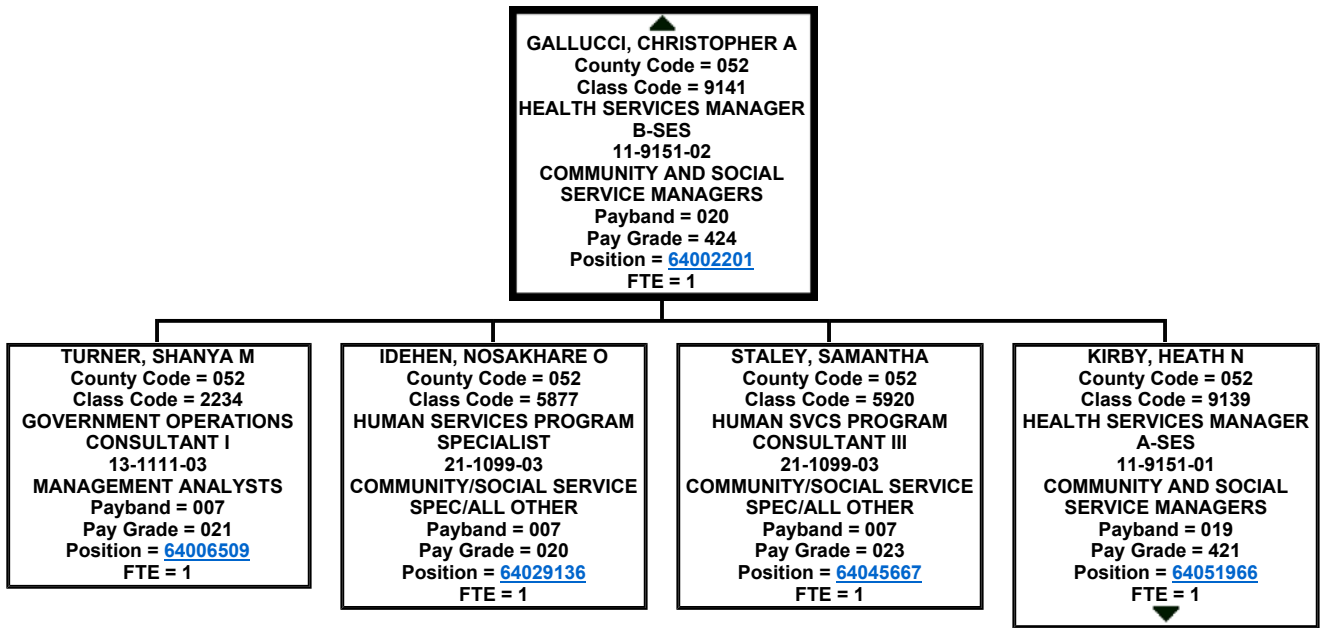 GALLUCCI, CHRISTOPHER A
County Code = 052
Class Code = 9141
HEALTH SERVICES MANAGER
B-SES
11-9151-02
COMMUNITY AND SOCIAL
SERVICE MANAGERS
Payband = 020
Pay Grade = 424
Position = 64002201
FTE = 1
TURNER, SHANYA M
County Code = 052
Class Code = 2234
GOVERNMENT OPERATIONS
CONSULTANT I
13-1111-03
MANAGEMENT ANALYSTS
Payband = 007
Pay Grade = 021
Position = 64006509
FTE = 1
IDEHEN, NOSAKHARE O
County Code = 052
Class Code = 5877
HUMAN SERVICES PROGRAM
SPECIALIST
21-1099-03
COMMUNITY/SOCIAL SERVICE
SPEC/ALL OTHER
Payband = 007
Pay Grade = 020
Position = 64029136
FTE = 1
STALEY, SAMANTHA
County Code = 052
Class Code = 5920
HUMAN SVCS PROGRAM
CONSULTANT III
21-1099-03
COMMUNITY/SOCIAL SERVICE
SPEC/ALL OTHER
Payband = 007
Pay Grade = 023
Position = 64045667
FTE = 1
KIRBY, HEATH N
County Code = 052
Class Code = 9139
HEALTH SERVICES MANAGER
A-SES
11-9151-01
COMMUNITY AND SOCIAL
SERVICE MANAGERS
Payband = 019
Pay Grade = 421
Position = 64051966
FTE = 1